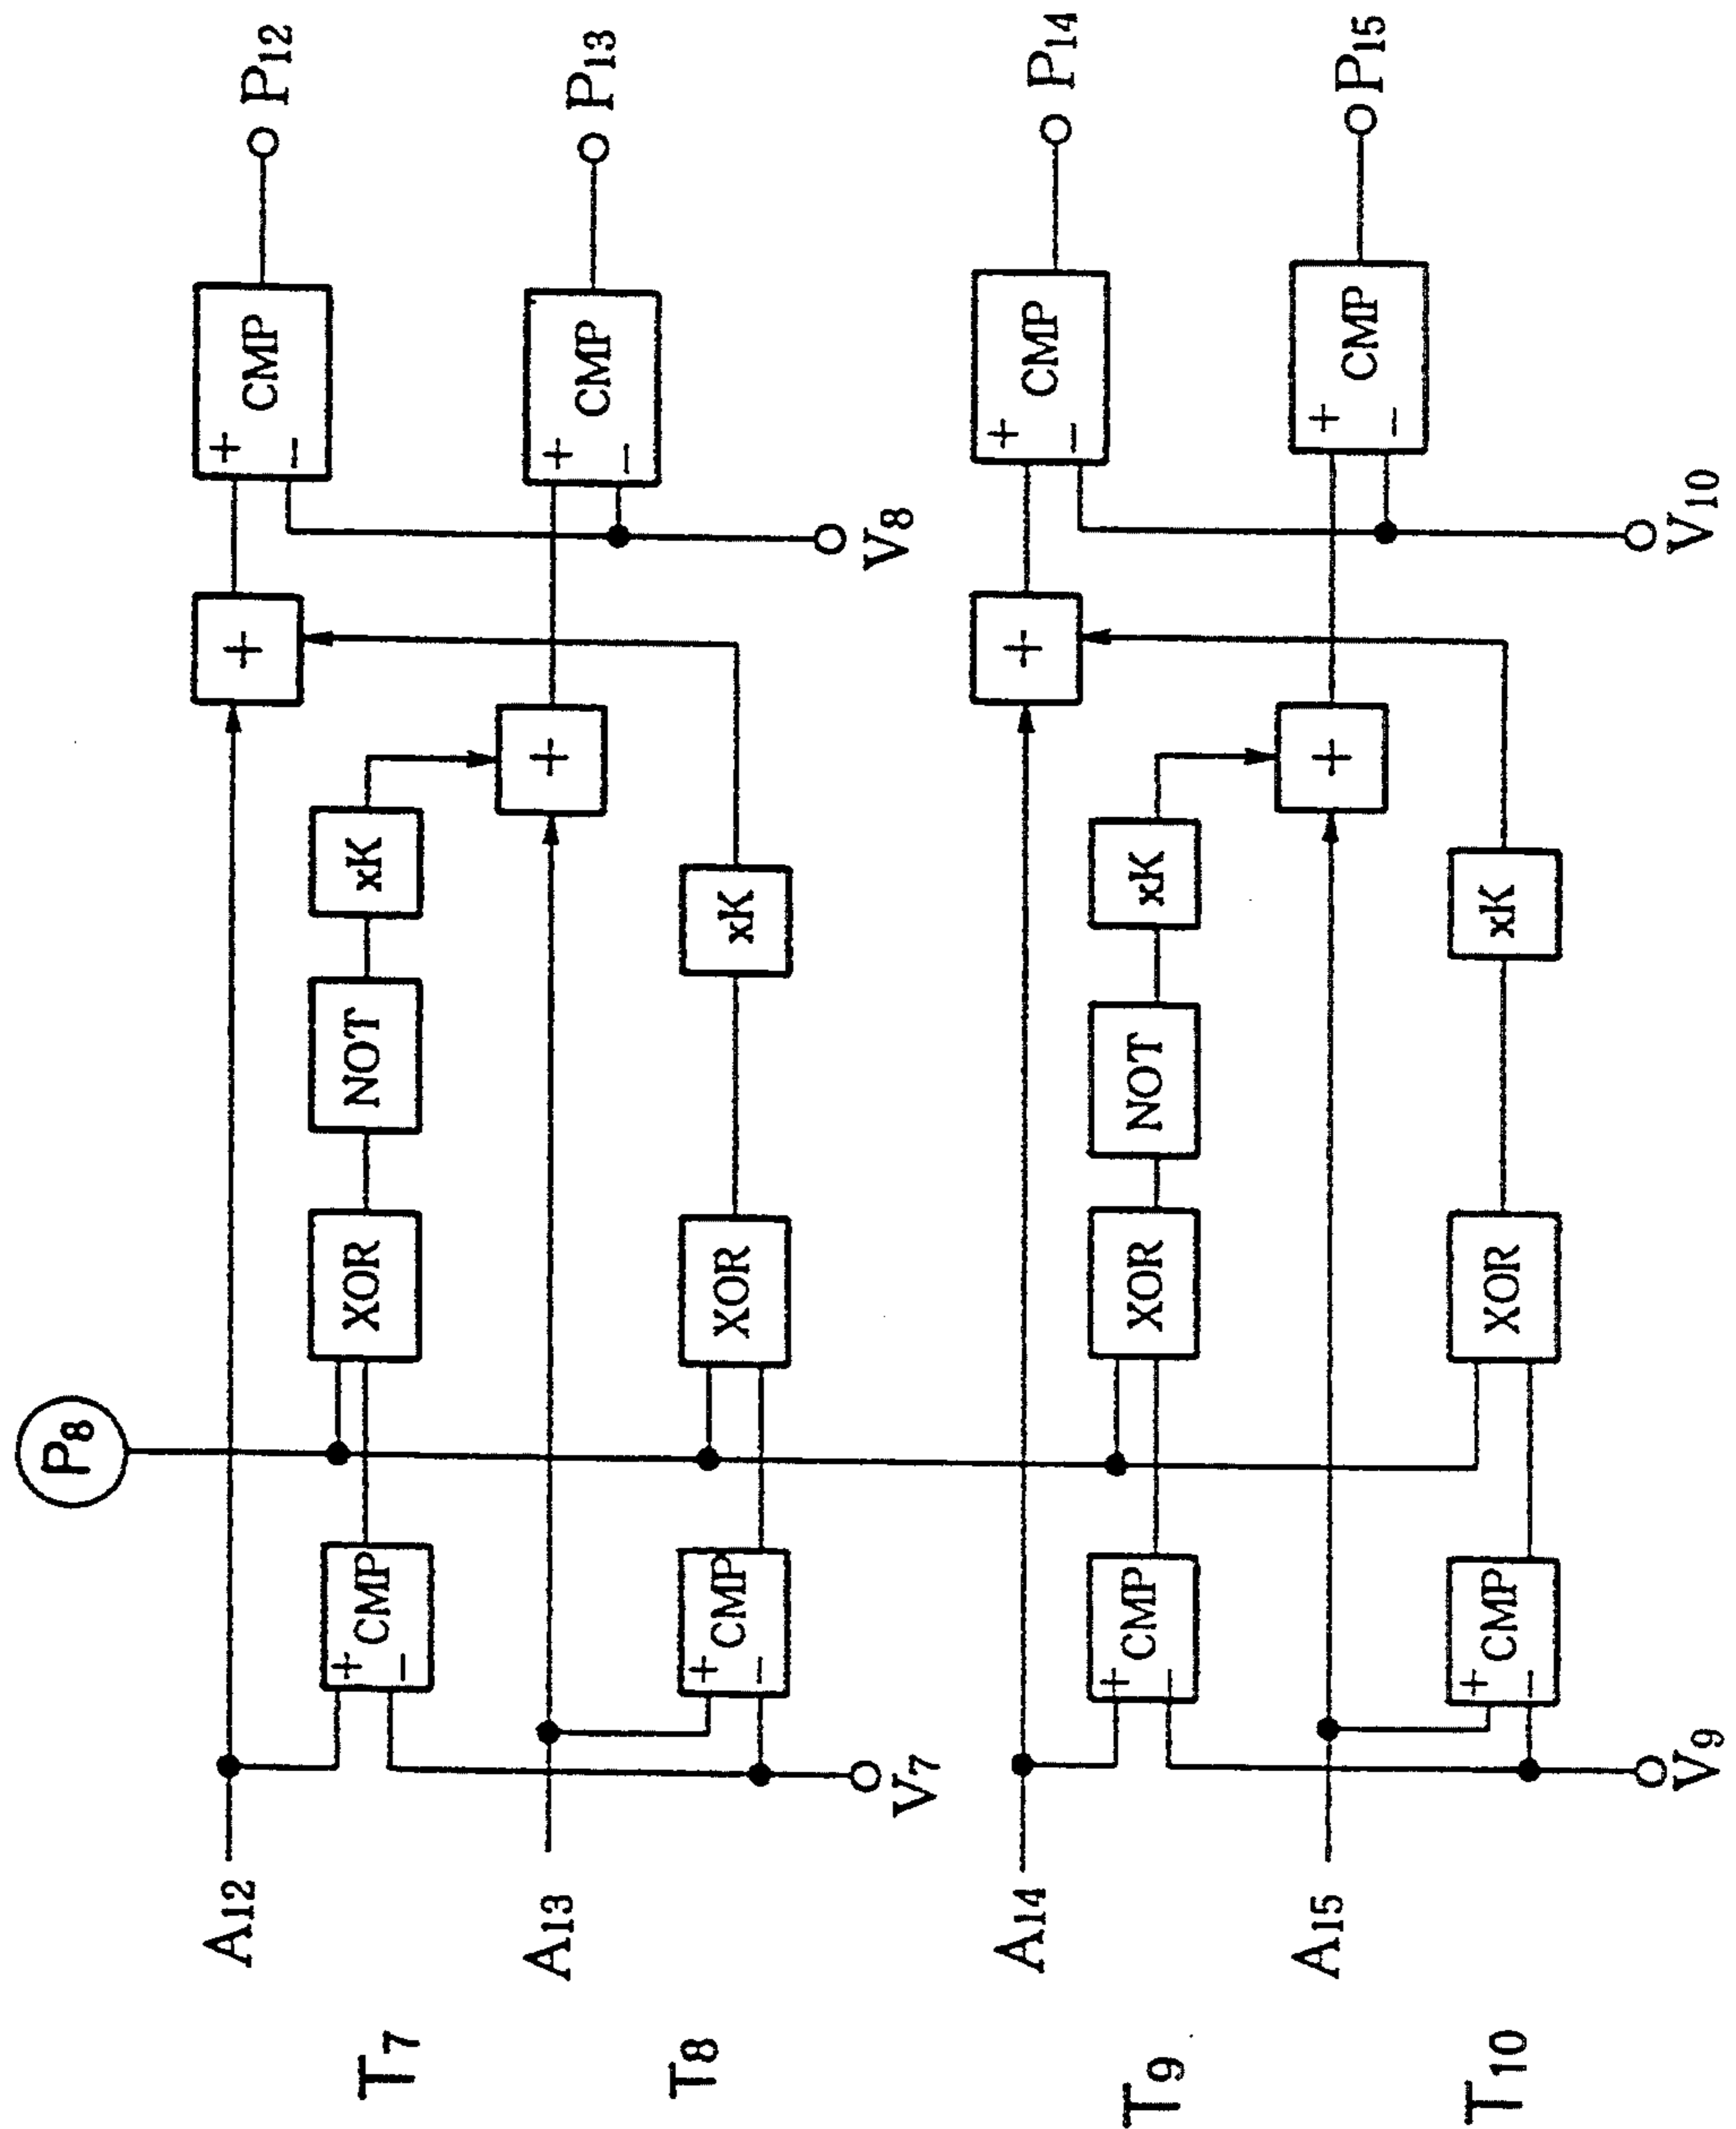 P8
T7
A12
+
−
CMP
XOR
NOT
xK
+
+
−
CMP
P12
T8
A13
+
−
CMP
XOR
xK
+
+
−
CMP
P13
V7
V8
T9
A14
+
−
CMP
XOR
NOT
xK
+
+
−
CMP
P14
T10
A15
+
−
CMP
XOR
xK
+
+
−
CMP
P15
V9
V10